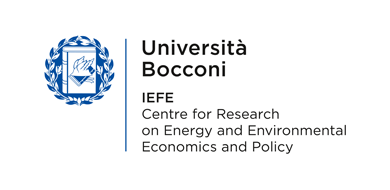 Università
Bocconi
IEFE
Centre for Research
on Energy and Environmental
Economics and Policy